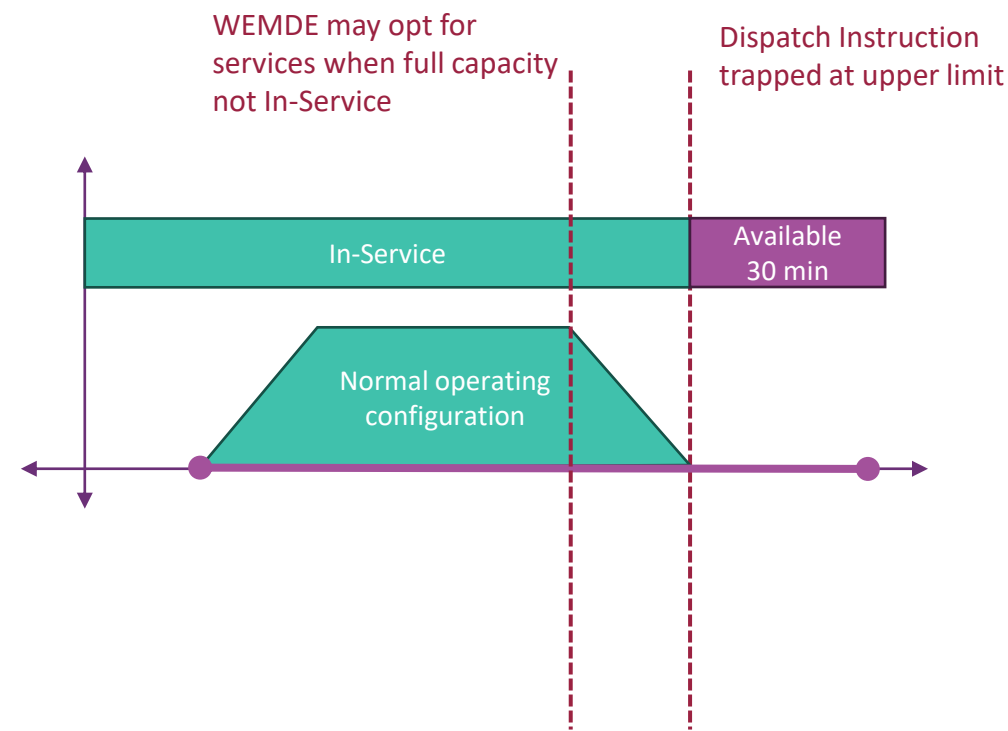 WEMDE may opt for
services when full capacity
not In-Service
Dispatch Instruction
trapped at upper limit
In-Service
Available
30 min
Normal operating
configuration